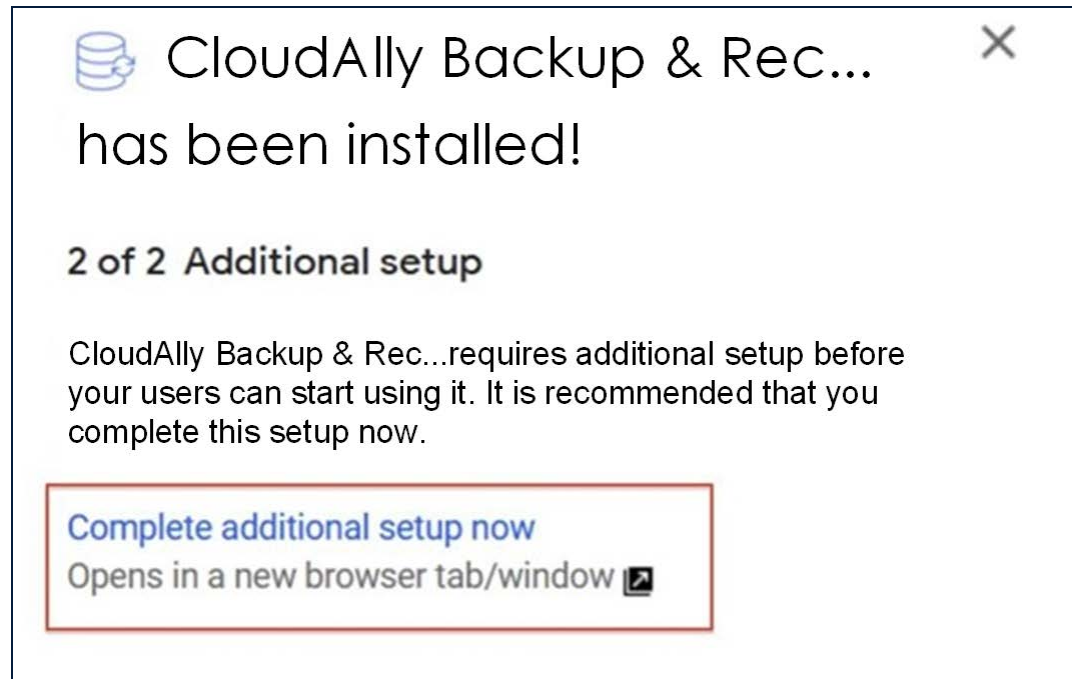 CloudAlly Backup & Rec...
has been installed!
2 of 2 Additional setup
CloudAlly Backup & Rec...requires additional setup before
your users can start using it. It is recommended that you
complete this setup now.
Complete additional setup now
Opens in a new browser tab/window